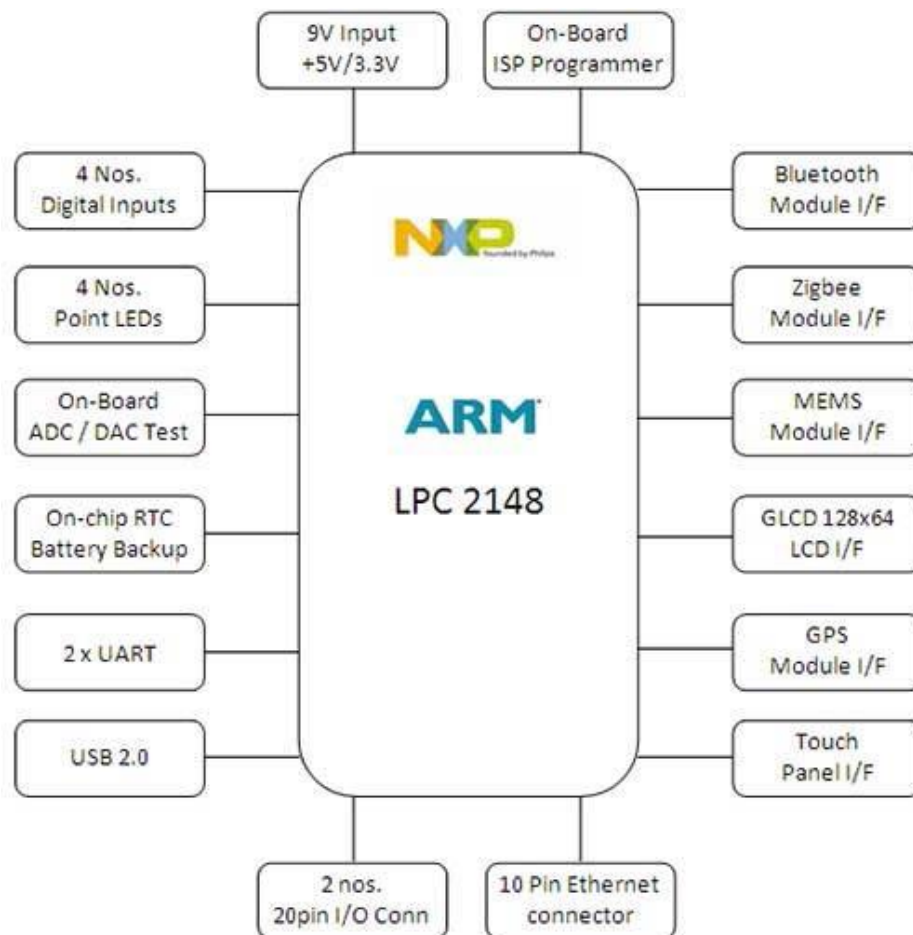 9V Input
+5V/3.3V
On-Board
ISP Programmer
4 Nos.
Digital Inputs
4 Nos.
Point LEDs
On-Board
ADC / DAC Test
On-chip RTC
Battery Backup
2 x UART
USB 2.0
NXP
founded by Philips
ARM
LPC 2148
Bluetooth
Module I/F
Zigbee
Module I/F
MEMS
Module I/F
GLCD 128x64
LCD I/F
GPS
Module I/F
Touch
Panel I/F
2 nos.
20pin I/O Conn
10 Pin Ethernet
connector